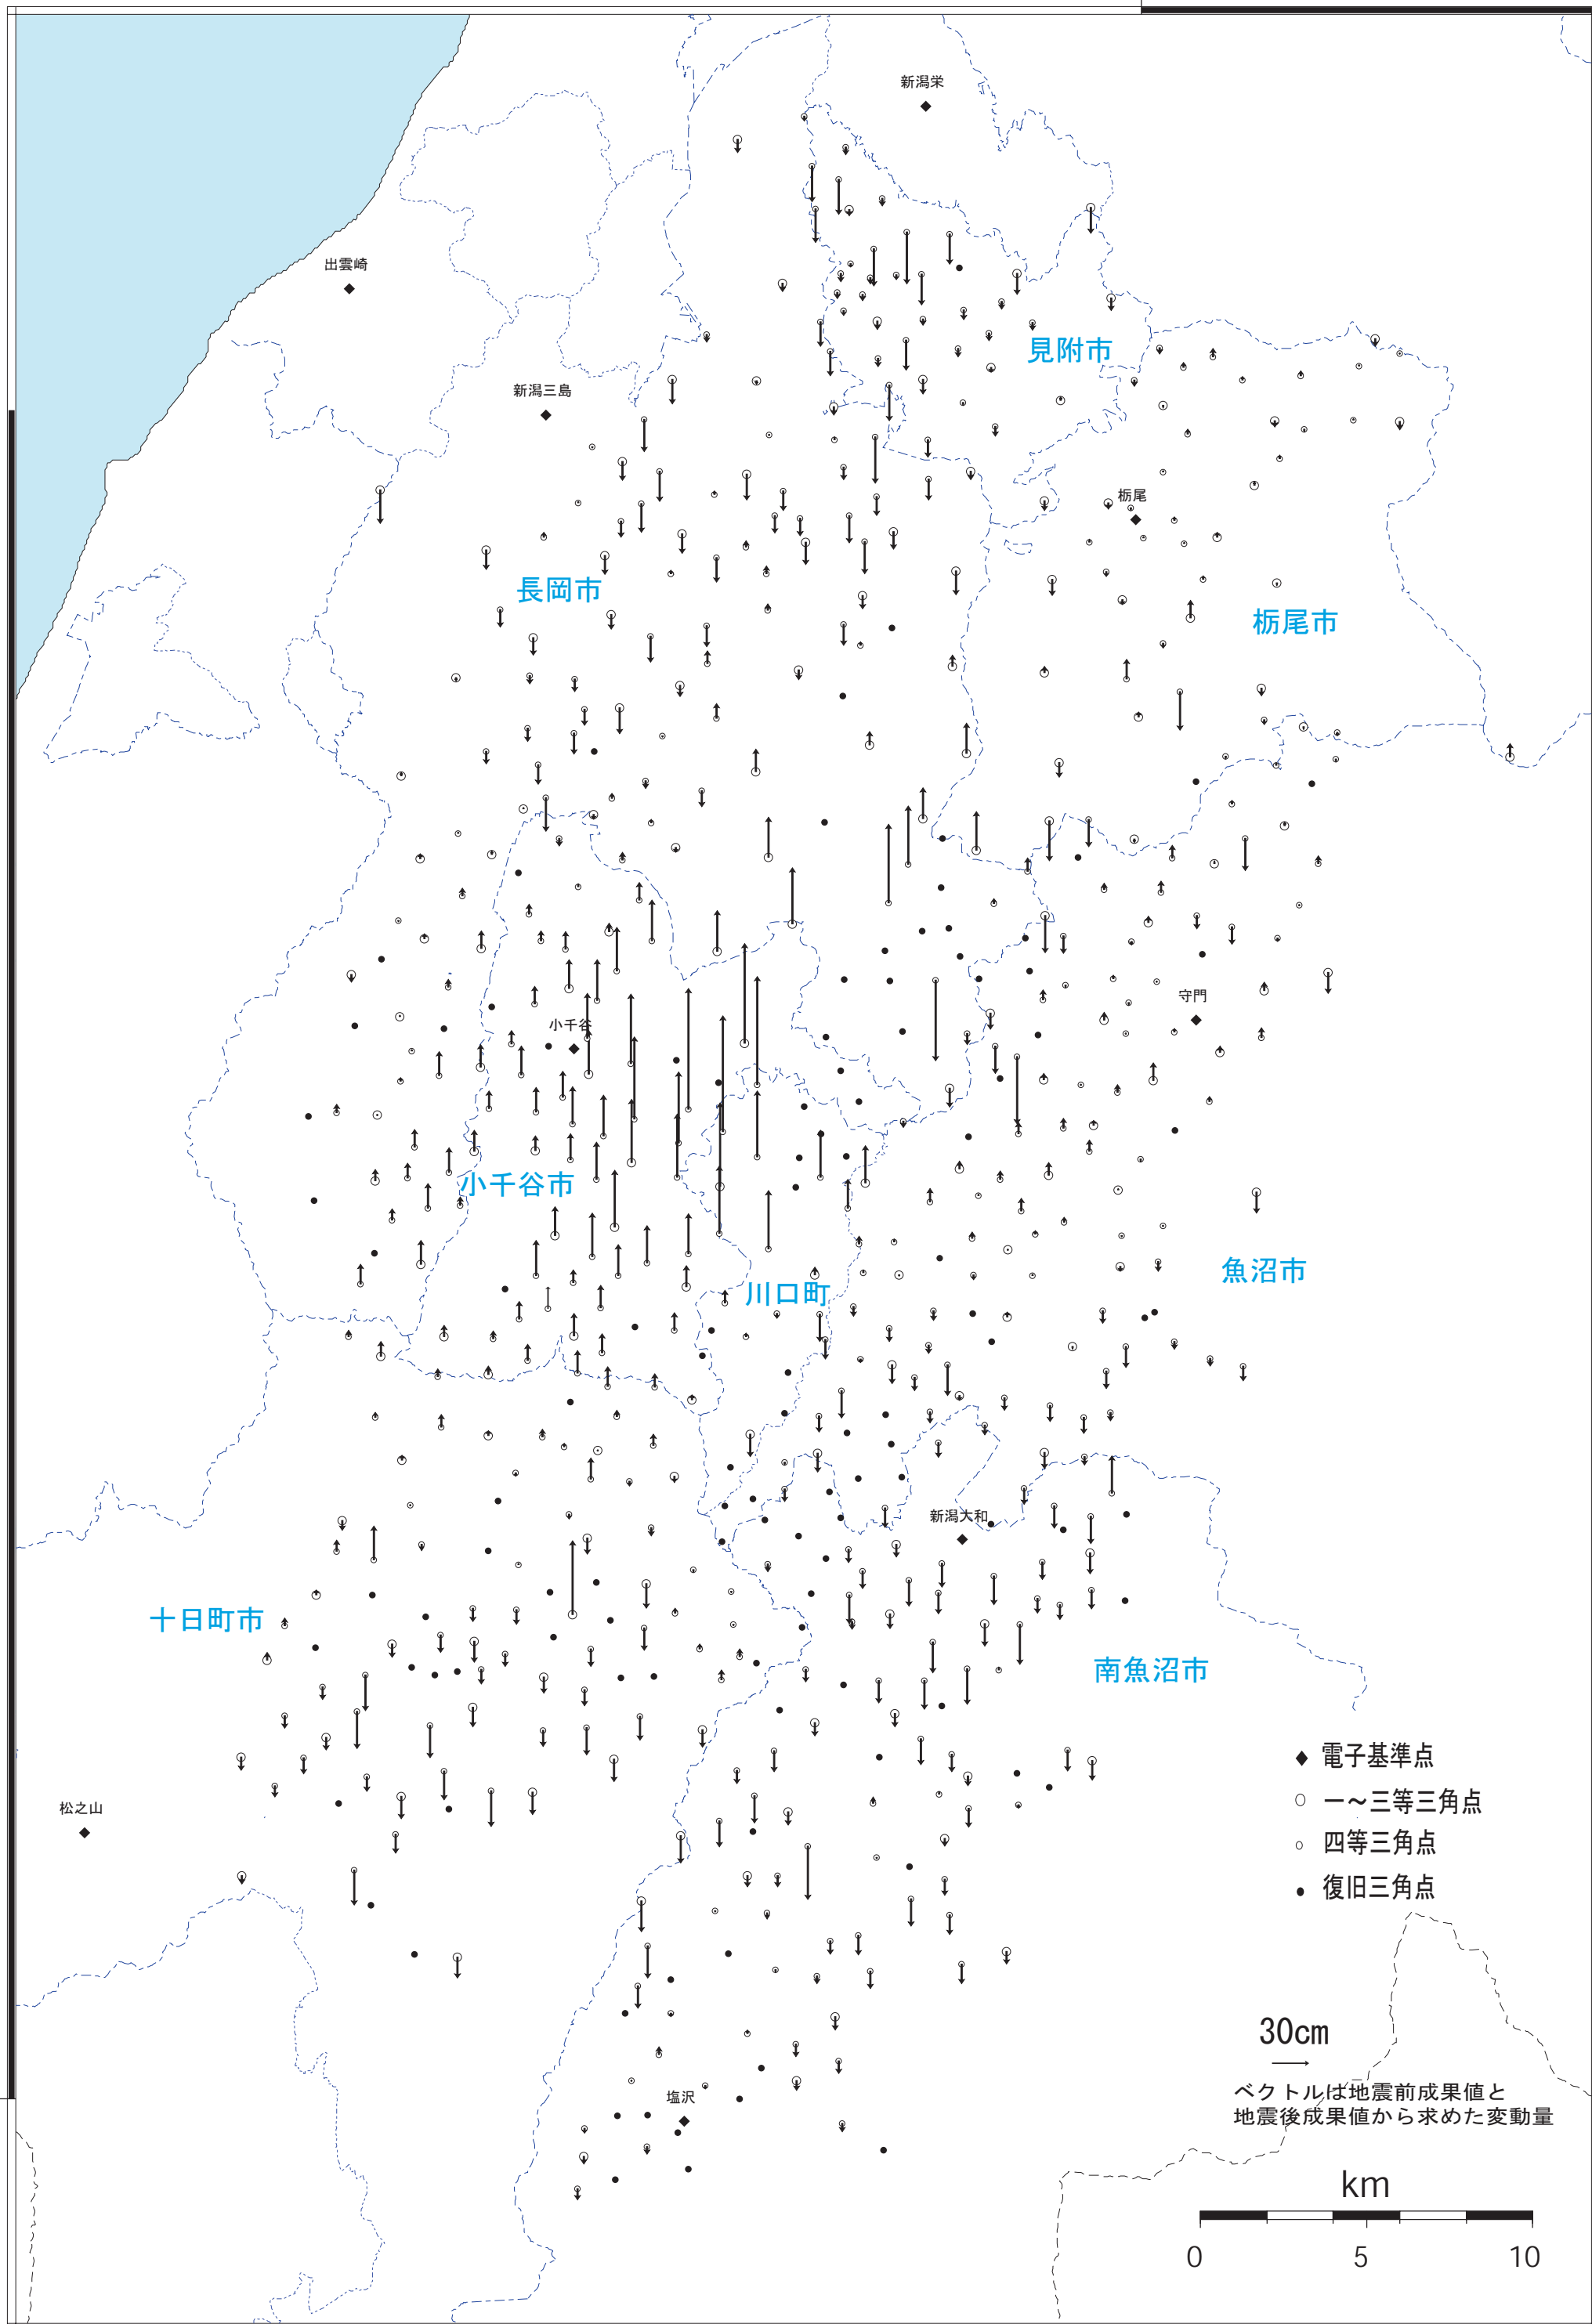 新潟栄
出雲崎
見附市
新潟三島
栃尾
長岡市
栃尾市
守門
小千谷
小千谷市
魚沼市
川口町
新潟大和
十日町市
南魚沼市
電子基準点
一～三等三角点
松之山
四等三角点
復旧三角点
30cm
塩沢
ベクトルは地震前成果値と
地震後成果値から求めた変動量
km
0 5 10